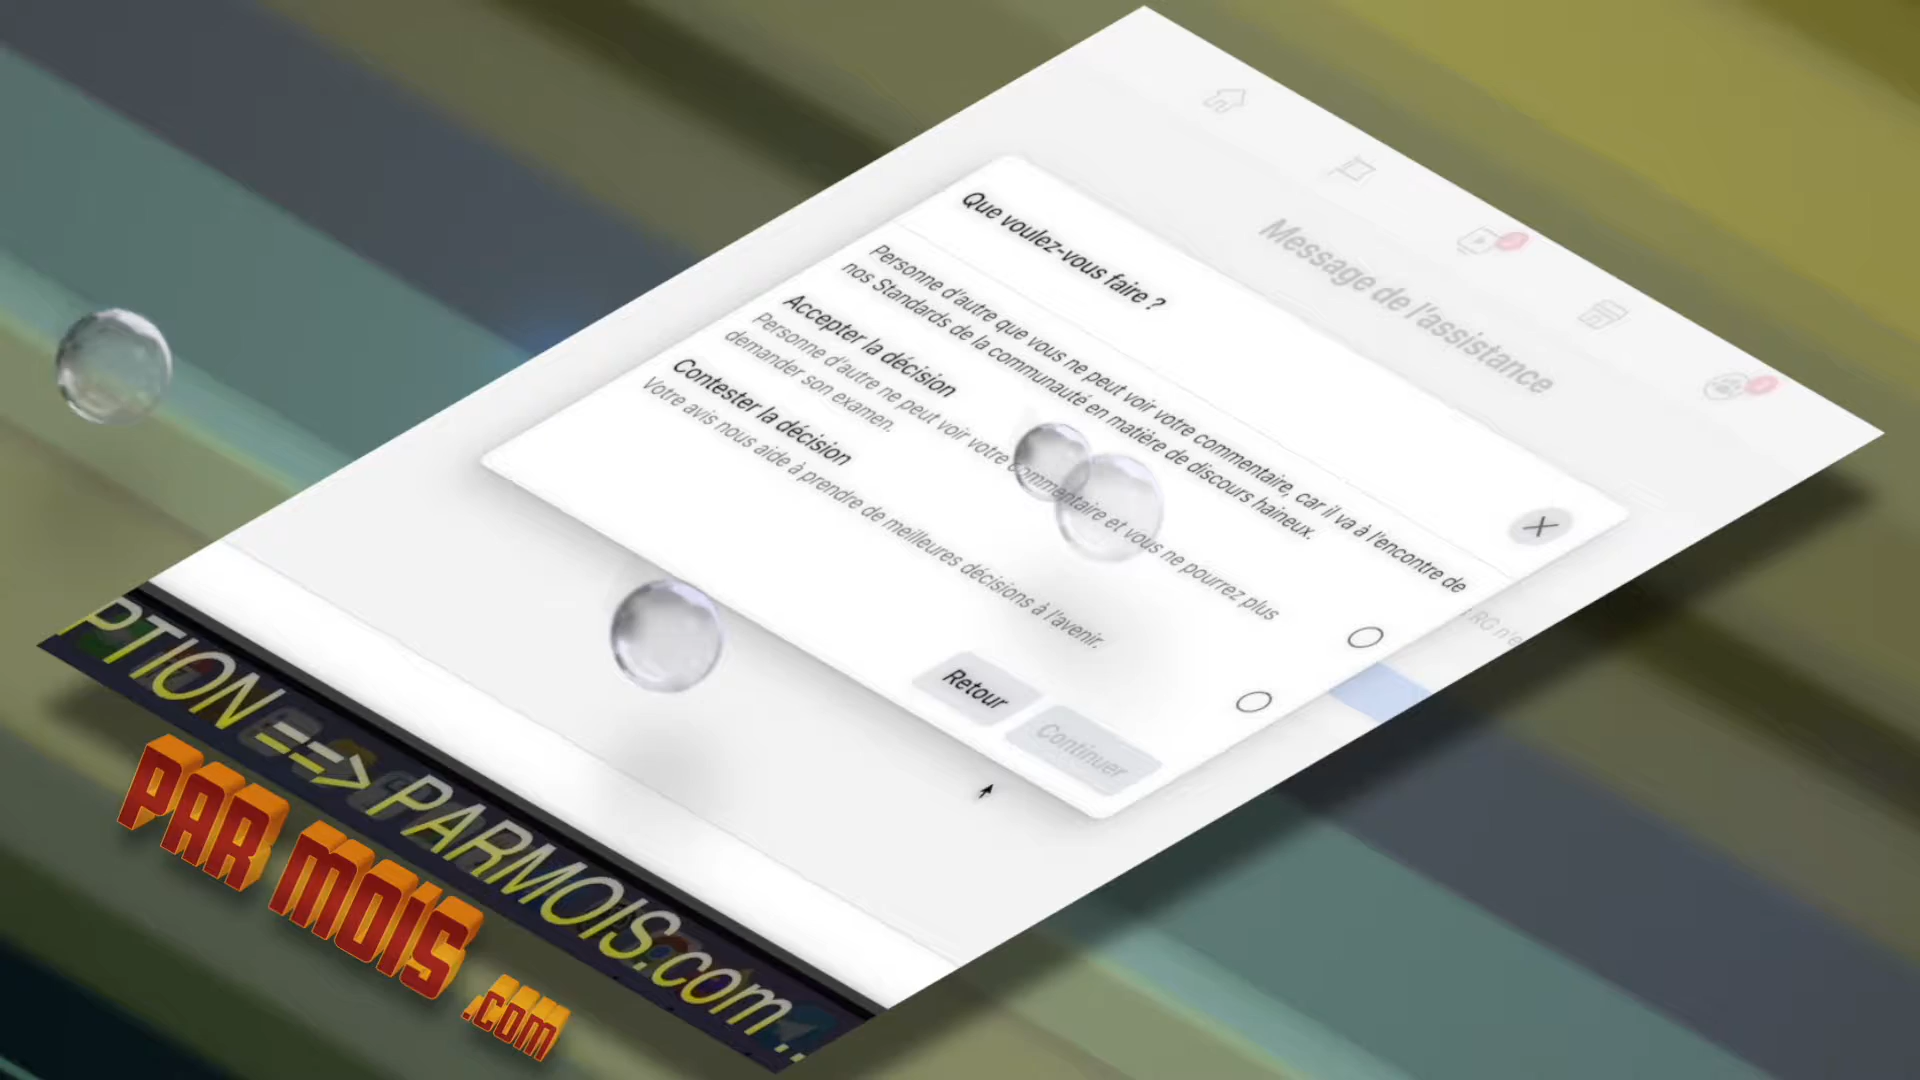 Message de l'assistance
Que voulez-vous faire ?
Personne d'autre que vous ne peut voir votre commentaire, car il va à l'encontre de
nos Standards de la communauté en matière de discours haineux.
Accepter la décision
Personne d'autre ne peut voir votre commentaire et vous ne pourrez plus
demander son examen.
Contester la décision
Votre avis nous aide à prendre de meilleures décisions à l'avenir.
Retour
Continuer
PTION ==> PARMOIS.com..
PAR MOIS
.com